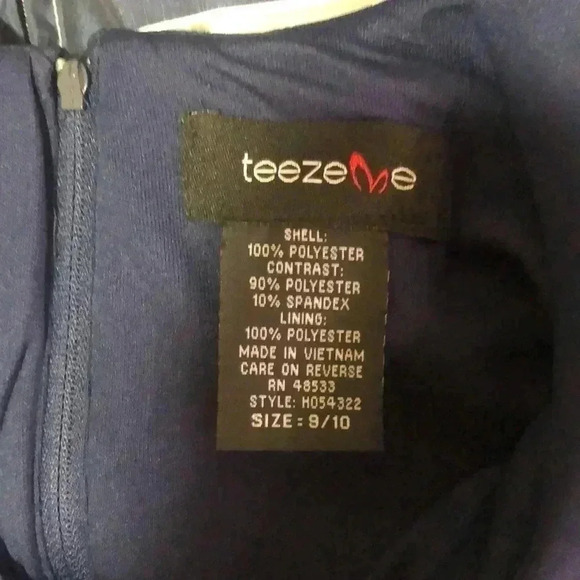 teezeme
SHELL:
100% POLYESTER
CONTRAST:
90% POLYESTER
10% SPANDEX
LINING:
100% POLYESTER
MADE IN VIETNAM
CARE ON REVERSE
RN 48533
STYLE: H054322
SIZE: 9/10